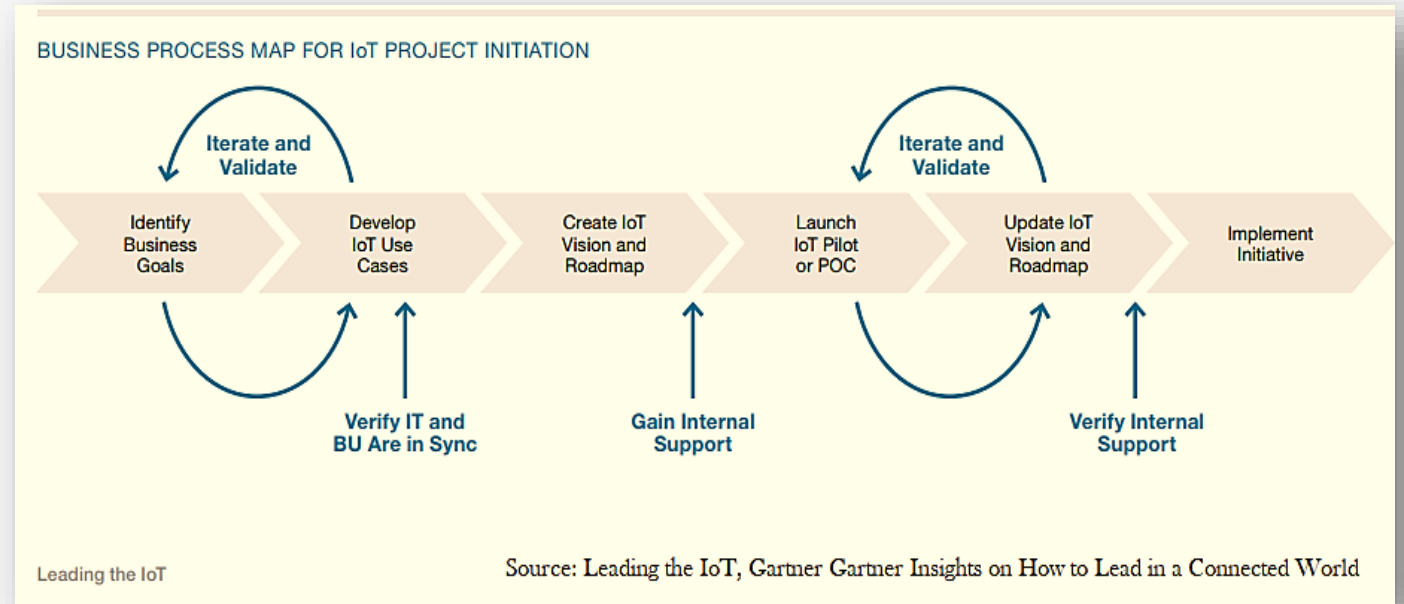 BUSINESS PROCESS MAP FOR IoT PROJECT INITIATION
Iterate and
Validate
Iterate and
Validate
Identify
Business
Goals
Develop
IoT Use
Cases
Create IoT
Vision and
Roadmap
Launch
IoT Pilot
or POC
Update IoT
Vision and
Roadmap
Implement
Initiative
Verify IT and
BU Are in Sync
Gain Internal
Support
Verify Internal
Support
Leading the IoT
Source: Leading the IoT, Gartner Gartner Insights on How to Lead in a Connected World